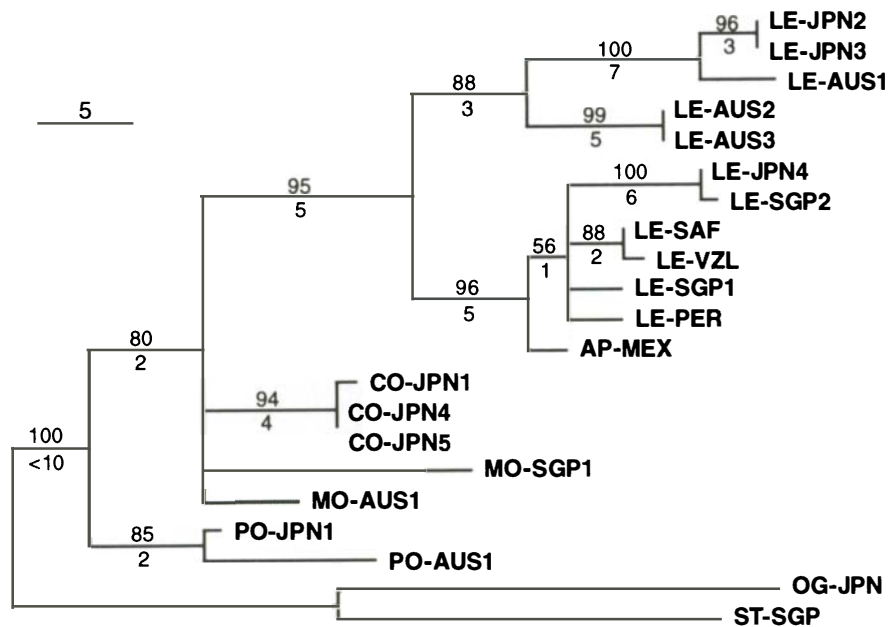 96
LE-JPN2
3
LE-JPN3
100
7
LE-AUS1
88
3
5
99
LE-AUS2
5
LE-AUS3
100
LE-JPN4
6
LE-SGP2
95
5
88
LE-SAF
2
LE-VZL
56
1
LE-SGP1
96
5
LE-PER
80
2
AP-MEX
CO-JPN1
94
CO-JPN4
4
CO-JPN5
100
<10
MO-SGP1
MO-AUS1
85
PO-JPN1
2
PO-AUS1
OG-JPN
ST-SGP